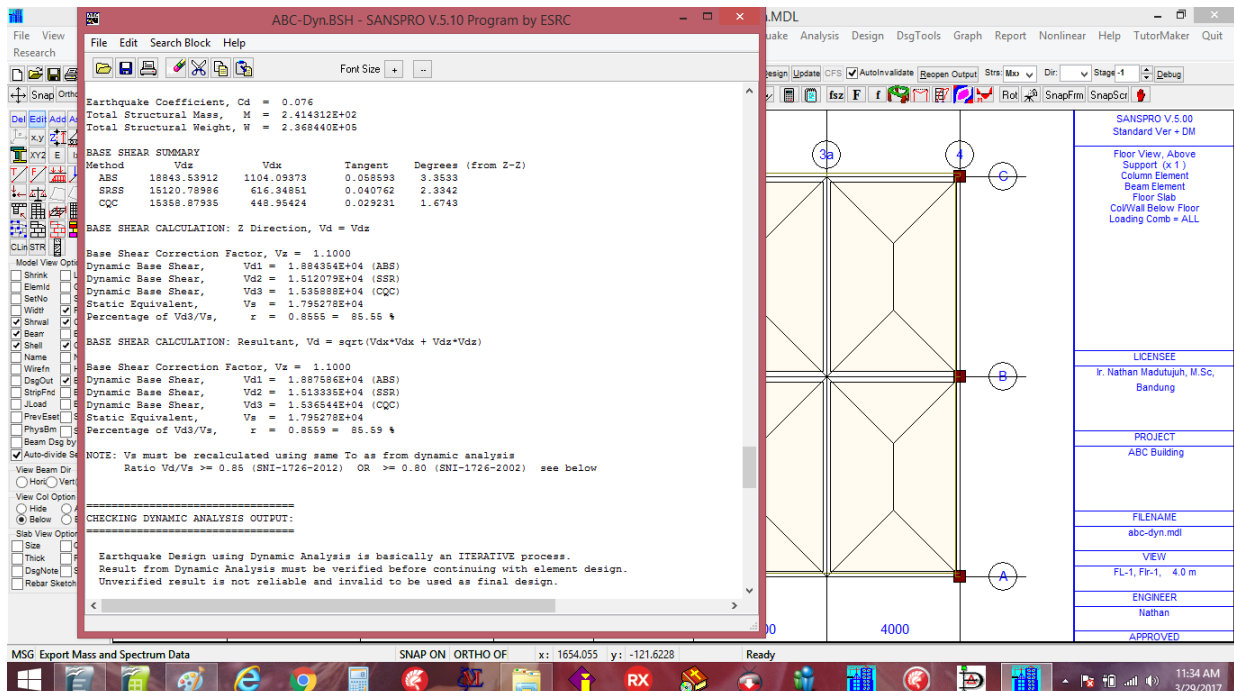 ABC-Dyn.BSH - SANSPRO V.5.10 Program by ESRC
.MDL
File View
Research
Analysis Design DsgTools Graph Report Nonlinear Help TutorMaker Quit
File Edit Search Block Help
Font Size + --
Update CFS AutoInvalidate Reopen Output Strs: Mxx Dir: Stage -1 Debug
Snap
fsz F f Rot SnapFrm SnapScr
Del Edit Add
x,y
XY2 E
CLin STR
Earthquake Coefficient, Cd = 0.076
Total Structural Mass, M = 2.414312E+02
Total Structural Weight, W = 2.368440E+05
BASE SHEAR SUMMARY
Method Vdz Vdx Tangent Degrees (from Z-Z)
ABS 18843.53912 1104.09373 0.058593 3.3533
SRSS 15120.78986 616.34851 0.040762 2.3342
CQC 15358.87935 448.95424 0.029231 1.6743
BASE SHEAR CALCULATION: Z Direction, Vd = Vdz
Base Shear Correction Factor, Vz = 1.1000
Dynamic Base Shear, Vd1 = 1.884354E+04 (ABS)
Dynamic Base Shear, Vd2 = 1.512079E+04 (SSR)
Dynamic Base Shear, Vd3 = 1.535888E+04 (CQC)
Static Equivalent, Vs = 1.795278E+04
Percentage of Vd3/Vs, r = 0.8555 = 85.55 %
BASE SHEAR CALCULATION: Resultant, Vd = sqrt(Vdx*Vdx + Vdz*Vdz)
Base Shear Correction Factor, Vz = 1.1000
Dynamic Base Shear, Vd1 = 1.887586E+04 (ABS)
Dynamic Base Shear, Vd2 = 1.513335E+04 (SSR)
Dynamic Base Shear, Vd3 = 1.536544E+04 (CQC)
Static Equivalent, Vs = 1.795278E+04
Percentage of Vd3/Vs, r = 0.8559 = 85.59 %
NOTE: Vs must be recalculated using same To as from dynamic analysis
Ratio Vd/Vs >= 0.85 (SNI-1726-2012) OR >= 0.80 (SNI-1726-2002) see below
==================================
CHECKING DYNAMIC ANALYSIS OUTPUT:
==================================
Earthquake Design using Dynamic Analysis is basically an ITERATIVE process.
Result from Dynamic Analysis must be verified before continuing with element design.
Unverified result is not reliable and invalid to be used as final design.
Model View
Shrink
ElemId
SetNo
Width
Shrwal
Beam
Shell
Name
Wirefn
DsgOut
StripFnd
JLoad
PrevEset
PhysBm
Beam Dsg by
Auto-divide
View Beam Dir
Hori Vert
View Col Option
Hide
Below
Slab View Option
Size
Thick
DsgNote
Rebar Sketch
3a
4
C
B
A
4000
SANSPRO V.5.00
Standard Ver + DM
Floor View, Above
Support (x 1 )
Column Element
Beam Element
Floor Slab
Col/Wall Below Floor
Loading Comb = ALL
LICENSEE
Ir. Nathan Madutujuh, M.Sc,
Bandung
PROJECT
ABC Building
FILENAME
abc-dyn.mdl
VIEW
FL-1, Flr-1, 4.0 m
ENGINEER
Nathan
APPROVED
MSG Export Mass and Spectrum Data
SNAP ON ORTHO OF
x: 1654.055 y: -121.6228
Ready
RX
11:34 AM
3/29/2017